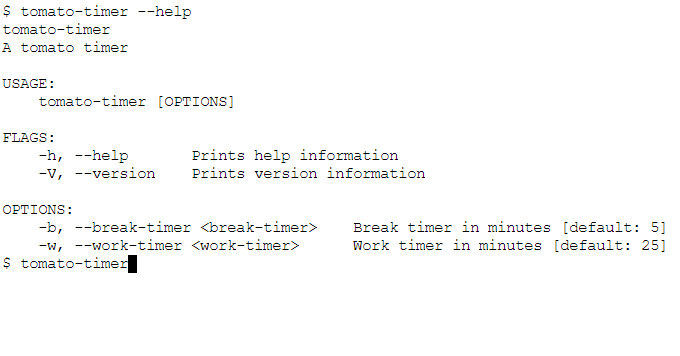 $ tomato-timer --help
tomato-timer
A tomato timer

USAGE:
    tomato-timer [OPTIONS]

FLAGS:
    -h, --help       Prints help information
    -V, --version    Prints version information

OPTIONS:
    -b, --break-timer <break-timer>    Break timer in minutes [default: 5]
    -w, --work-timer <work-timer>      Work timer in minutes [default: 25]
$ tomato-timer